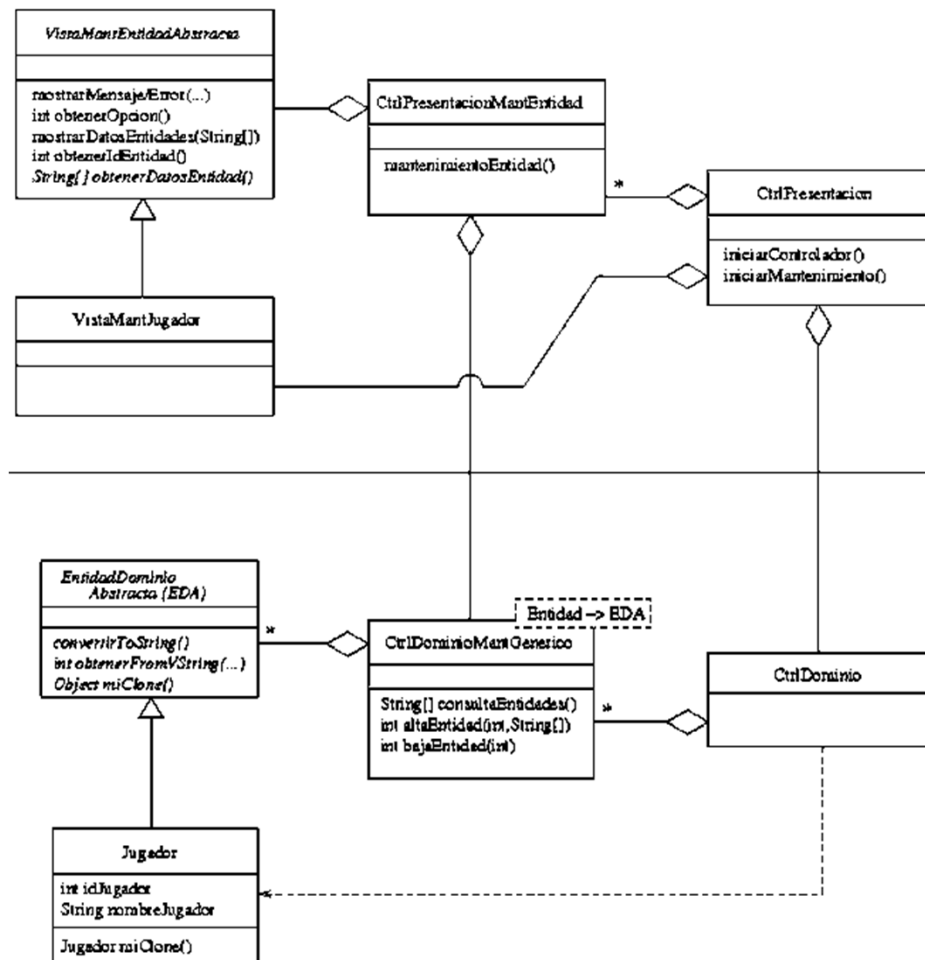 VistaMantEntidadAbstracta
mostrarMensaje/Error(...)
int obtenerOpcion()
mostrarDatosEntidades(String[])
int obtenerIdEntidad()
String[] obtenerDatosEntidad()
CtrlPresentacionMantEntidad
mantenimientoEntidad()
*
CtrlPresentacion
iniciarControlador()
iniciarMantenimiento()
VistaMantJugador
EntidadDominio
Abstracta (EDA)
convertirToString()
int obtenerFromVString(...)
Object miClone()
*
Entidad -> EDA
CtrlDominioMantGenerico
String[] consultaEntidades()
int altaEntidad(int,String[])
int bajaEntidad(int)
*
CtrlDominio
Jugador
int idJugador
String nombreJugador
Jugador miClone()